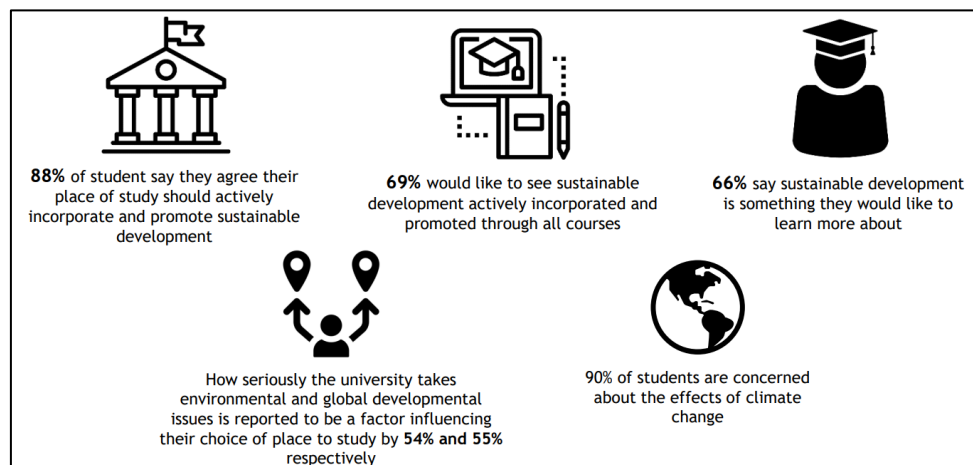 88% of student say they agree their
place of study should actively
incorporate and promote sustainable
development
69% would like to see sustainable
development actively incorporated and
promoted through all courses
66% say sustainable development
is something they would like to
learn more about
How seriously the university takes
environmental and global developmental
issues is reported to be a factor influencing
their choice of place to study by 54% and 55%
respectively
90% of students are concerned
about the effects of climate
change